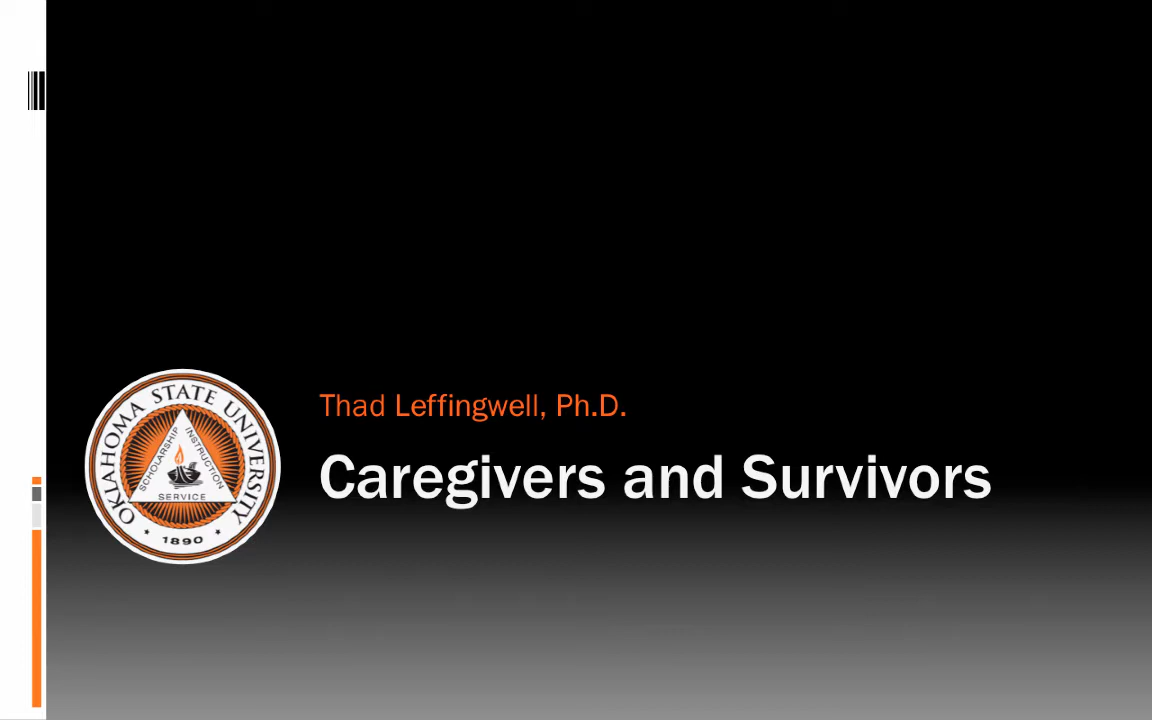 Thad Leffingwell, Ph.D.
Caregivers and Survivors
OKLAHOMA STATE UNIVERSITY
SCHOLARSHIP
INSTRUCTION
SERVICE
1890